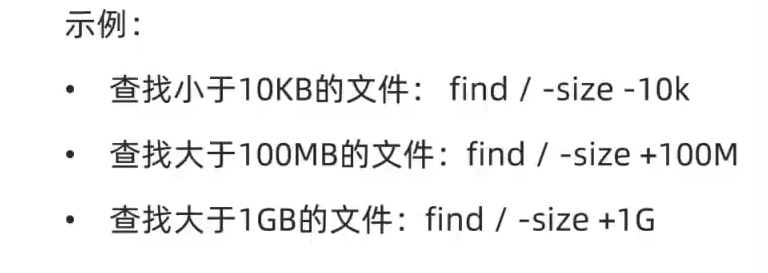 示例：
• 查找小于10KB的文件： find / -size -10k
• 查找大于100MB的文件：find / -size +100M
• 查找大于1GB的文件：find / -size +1G